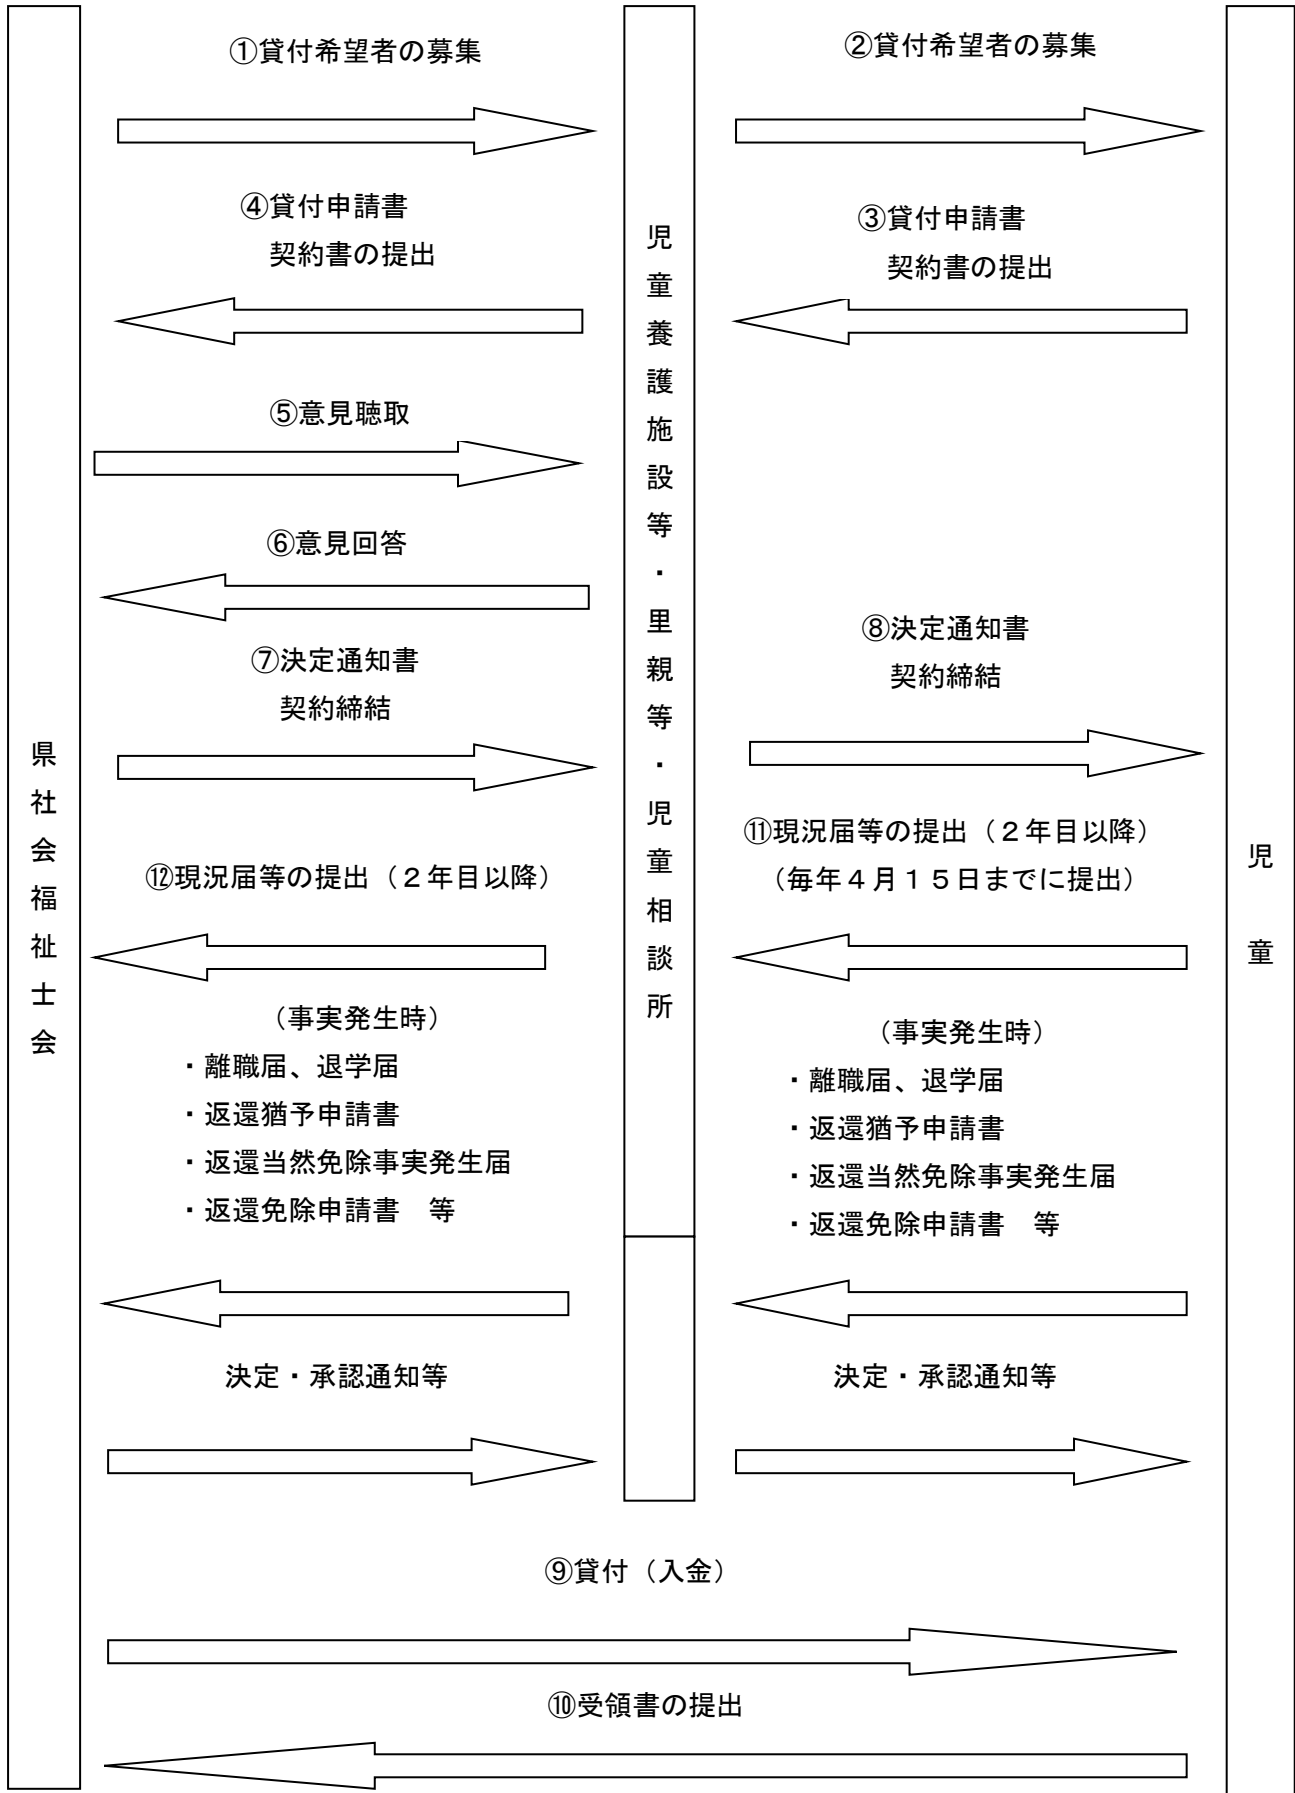 ①貸付希望者の募集
②貸付希望者の募集
④貸付申請書
契約書の提出
③貸付申請書
契約書の提出
⑤意見聴取
⑥意見回答
⑦決定通知書
契約締結
⑧決定通知書
契約締結
⑫現況届等の提出（２年目以降）
⑪現況届等の提出（２年目以降）
（毎年４月１５日までに提出）
（事実発生時）
・離職届、退学届
・返還猶予申請書
・返還当然免除事実発生届
・返還免除申請書　等
（事実発生時）
・離職届、退学届
・返還猶予申請書
・返還当然免除事実発生届
・返還免除申請書　等
決定・承認通知等
決定・承認通知等
⑨貸付（入金）
⑩受領書の提出
県社会福祉士会
児童養護施設等・里親等・児童相談所
児　童